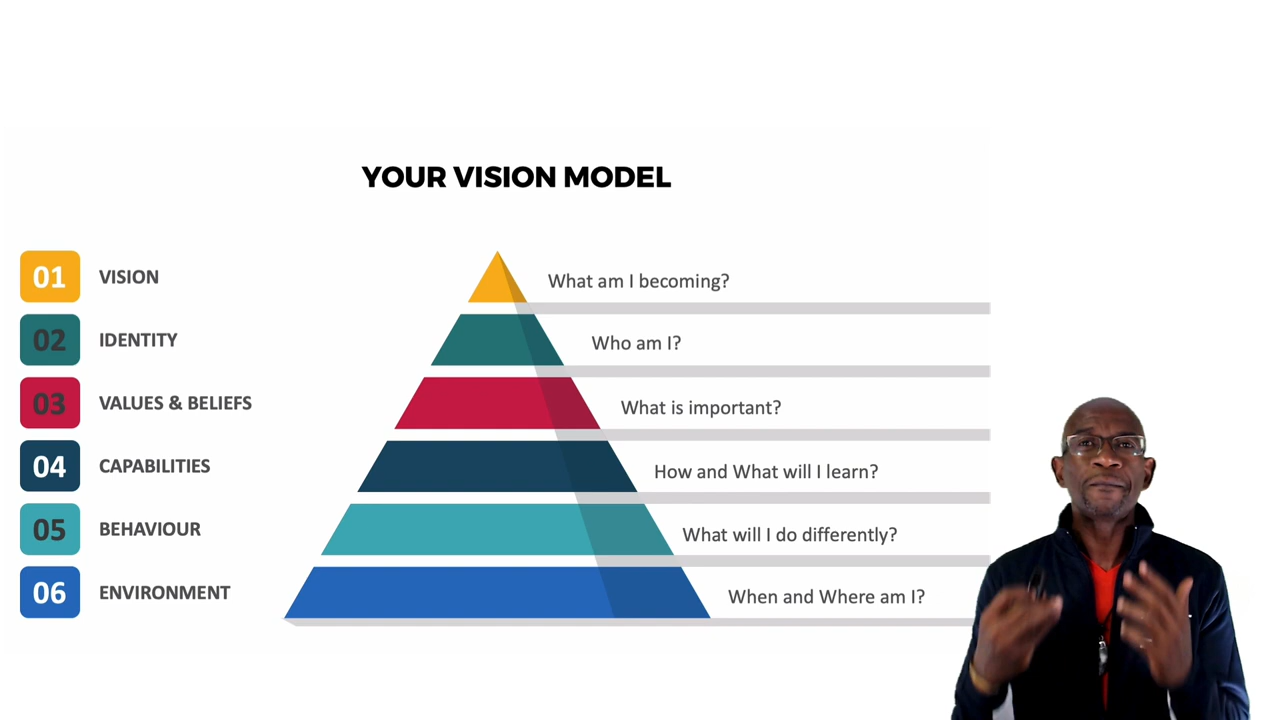 YOUR VISION MODEL
01 VISION What am I becoming?
02 IDENTITY Who am I?
03 VALUES & BELIEFS What is important?
04 CAPABILITIES How and What will I learn?
05 BEHAVIOUR What will I do differently?
06 ENVIRONMENT When and Where am I?